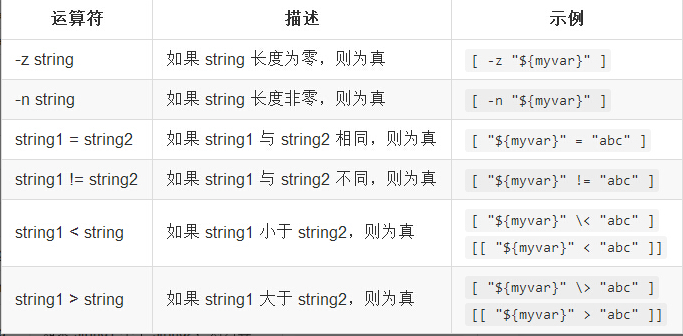 运算符 描述 示例
-z string 如果 string 长度为零，则为真 [ -z "${myvar}" ]
-n string 如果 string 长度非零，则为真 [ -n "${myvar}" ]
string1 = string2 如果 string1 与 string2 相同，则为真 [ "${myvar}" = "abc" ]
string1 != string2 如果 string1 与 string2 不同，则为真 [ "${myvar}" != "abc" ]
string1 < string 如果 string1 小于 string2，则为真 [ "${myvar}" \< "abc" ]
[[ "${myvar}" < "abc" ]]
string1 > string 如果 string1 大于 string2，则为真 [ "${myvar}" \> "abc" ]
[[ "${myvar}" > "abc" ]]